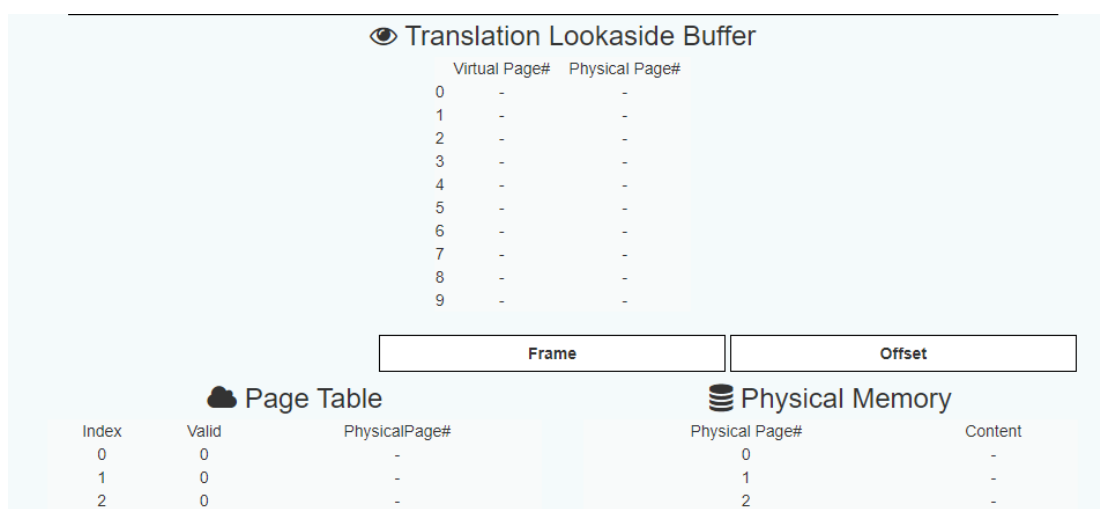 Translation Lookaside Buffer
Virtual Page# Physical Page#
0 - -
1 - -
2 - -
3 - -
4 - -
5 - -
6 - -
7 - -
8 - -
9 - -
Frame Offset
Page Table
Index Valid PhysicalPage#
0 0 -
1 0 -
2 0 -
Physical Memory
Physical Page# Content
0 -
1 -
2 -